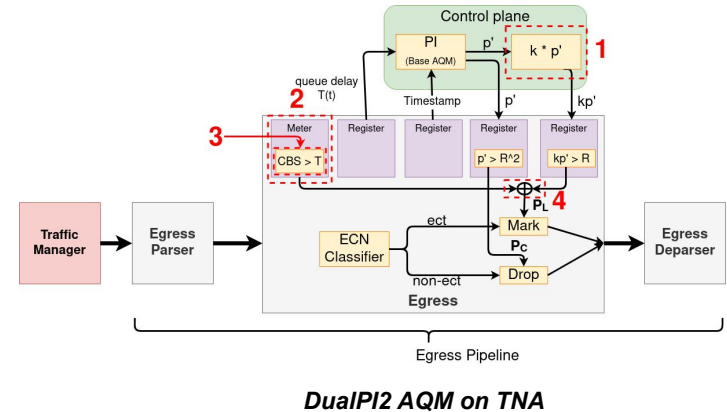 Control plane
PI
(Base AQM)
p'
k * p'
1
queue delay
T(t)
Timestamp
p'
kp'
2
3
Meter
CBS > T
Register
Register
Register
p' > R^2
Register
kp' > R
4
P_L
Traffic
Manager
Egress
Parser
ECN
Classifier
ect
non-ect
Mark
P_C
Drop
Egress
Egress
Deparser
Egress Pipeline
DualPI2 AQM on TNA